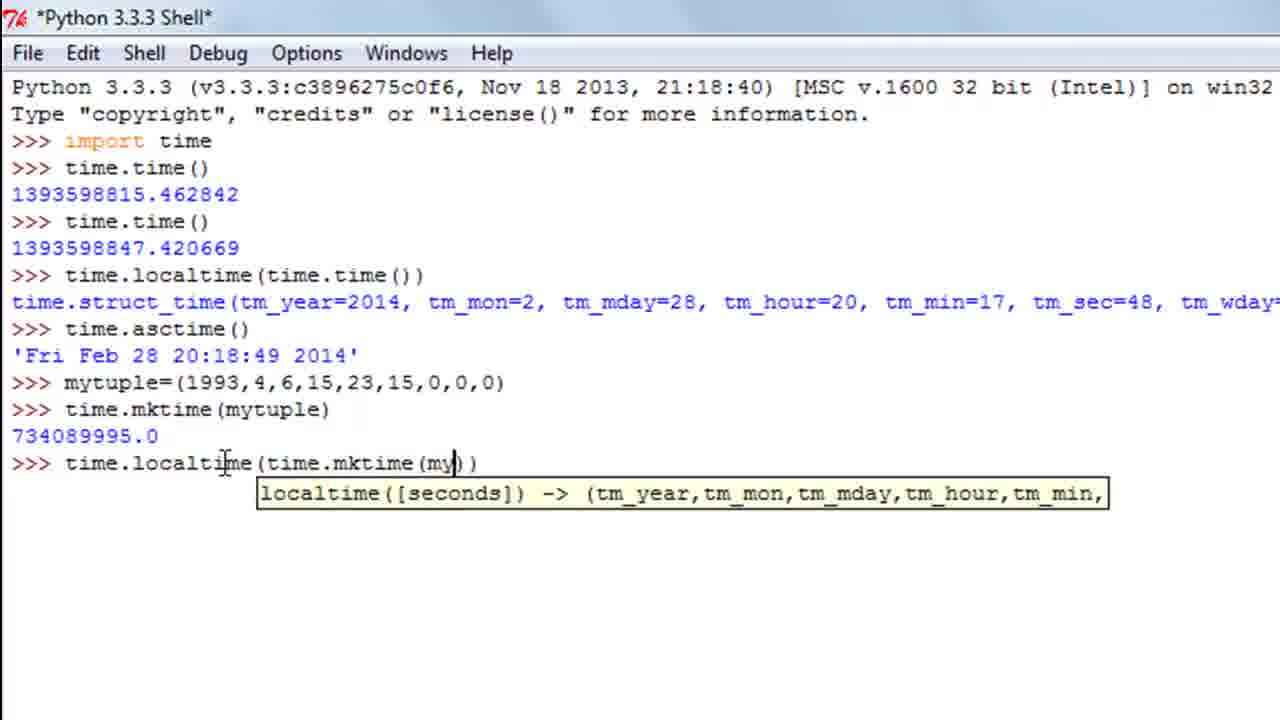 *Python 3.3.3 Shell*
File Edit Shell Debug Options Windows Help
Python 3.3.3 (v3.3.3:c3896275c0f6, Nov 18 2013, 21:18:40) [MSC v.1600 32 bit (Intel)] on win32
Type "copyright", "credits" or "license()" for more information.
>>> import time
>>> time.time()
1393598815.462842
>>> time.time()
1393598847.420669
>>> time.localtime(time.time())
time.struct_time(tm_year=2014, tm_mon=2, tm_mday=28, tm_hour=20, tm_min=17, tm_sec=48, tm_wday=
>>> time.asctime()
'Fri Feb 28 20:18:49 2014'
>>> mytuple=(1993,4,6,15,23,15,0,0,0)
>>> time.mktime(mytuple)
734089995.0
>>> time.localtime(time.mktime(my))
localtime([seconds]) -> (tm_year,tm_mon,tm_mday,tm_hour,tm_min,